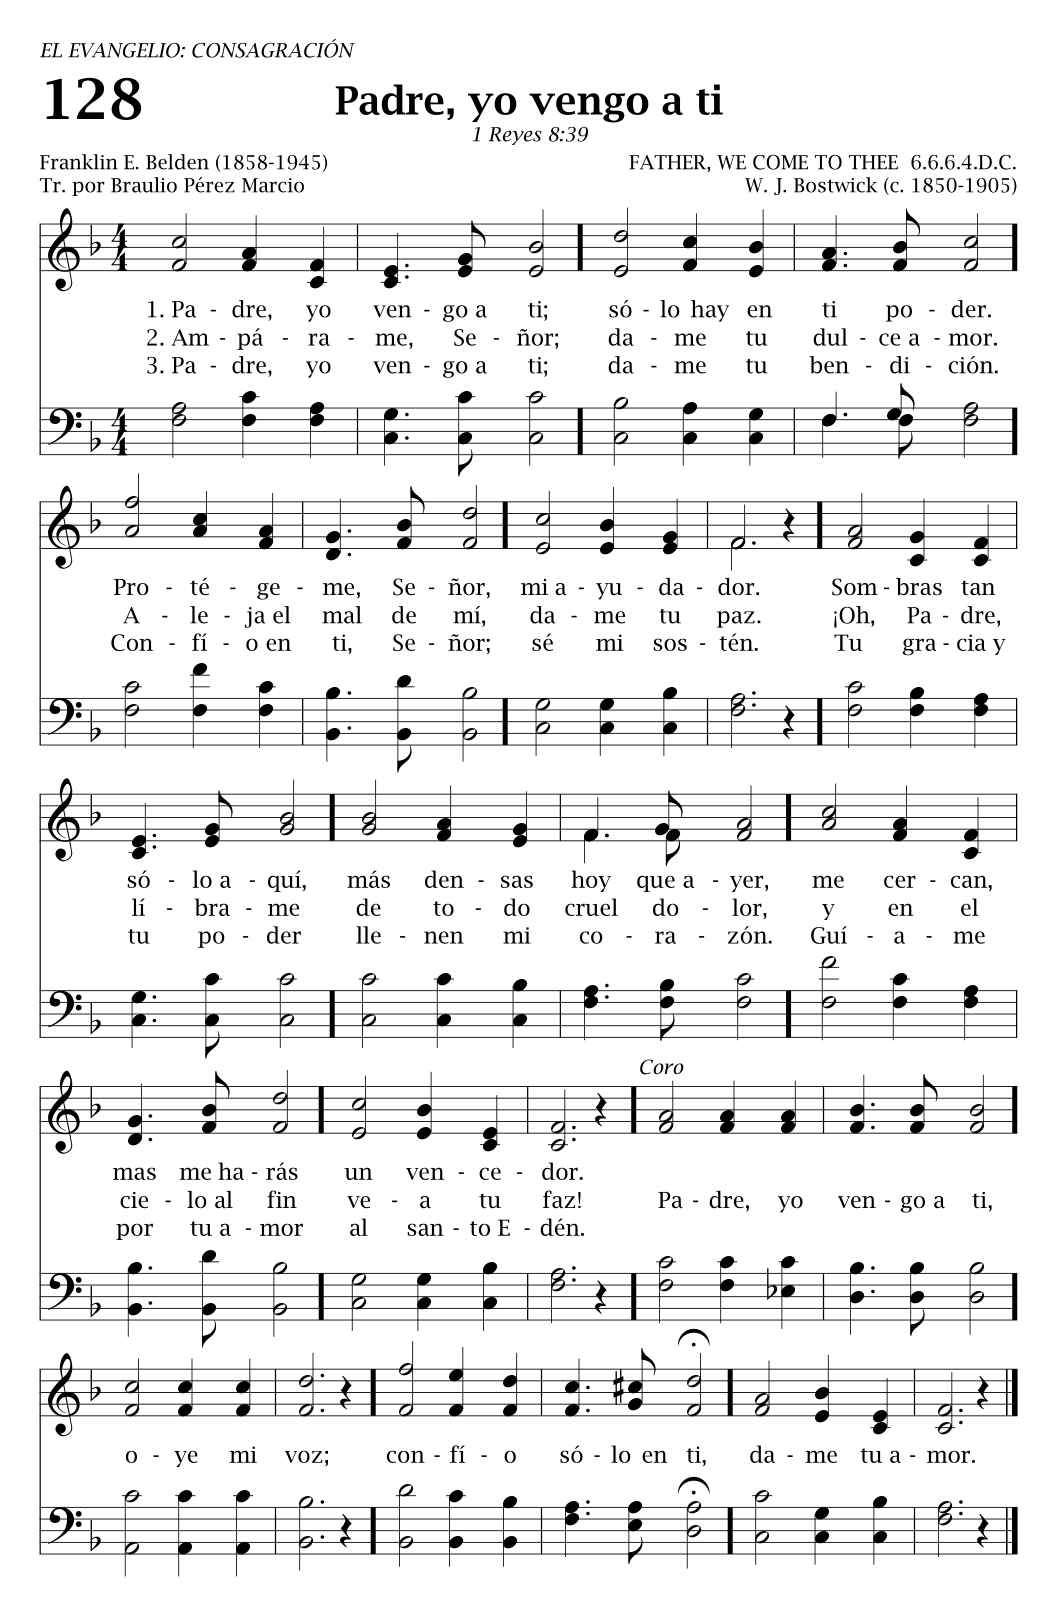 EL EVANGELIO: CONSAGRACIÓN
128
Padre, yo vengo a ti
1 Reyes 8:39
Franklin E. Belden (1858-1945)
FATHER, WE COME TO THEE 6.6.6.4.D.C.
Tr. por Braulio Pérez Marcio
W. J. Bostwick (c. 1850-1905)
4 4
1. Pa - dre, yo ven - go a ti; só - lo hay en ti po - der.
2. Am - pá - ra - me, Se - ñor; da - me tu dul - ce a - mor.
3. Pa - dre, yo ven - go a ti; da - me tu ben - di - ción.
4 4
Pro - té - ge - me, Se - ñor, mi a - yu - da - dor. Som - bras tan
A - le - ja el mal de mí, da - me tu paz. ¡Oh, Pa - dre,
Con - fí - o en ti, Se - ñor; sé mi sos - tén. Tu gra - cia y
só - lo a - quí, más den - sas hoy que a - yer, me cer - can,
lí - bra - me de to - do cruel do - lor, y en el
tu po - der lle - nen mi co - ra - zón. Guí - a - me
Coro
mas me ha - rás un ven - ce - dor.
cie - lo al fin ve - a tu faz! Pa - dre, yo ven - go a ti,
por tu a - mor al san - to E - dén.
o - ye mi voz; con - fí - o só - lo en ti, da - me tu a - mor.